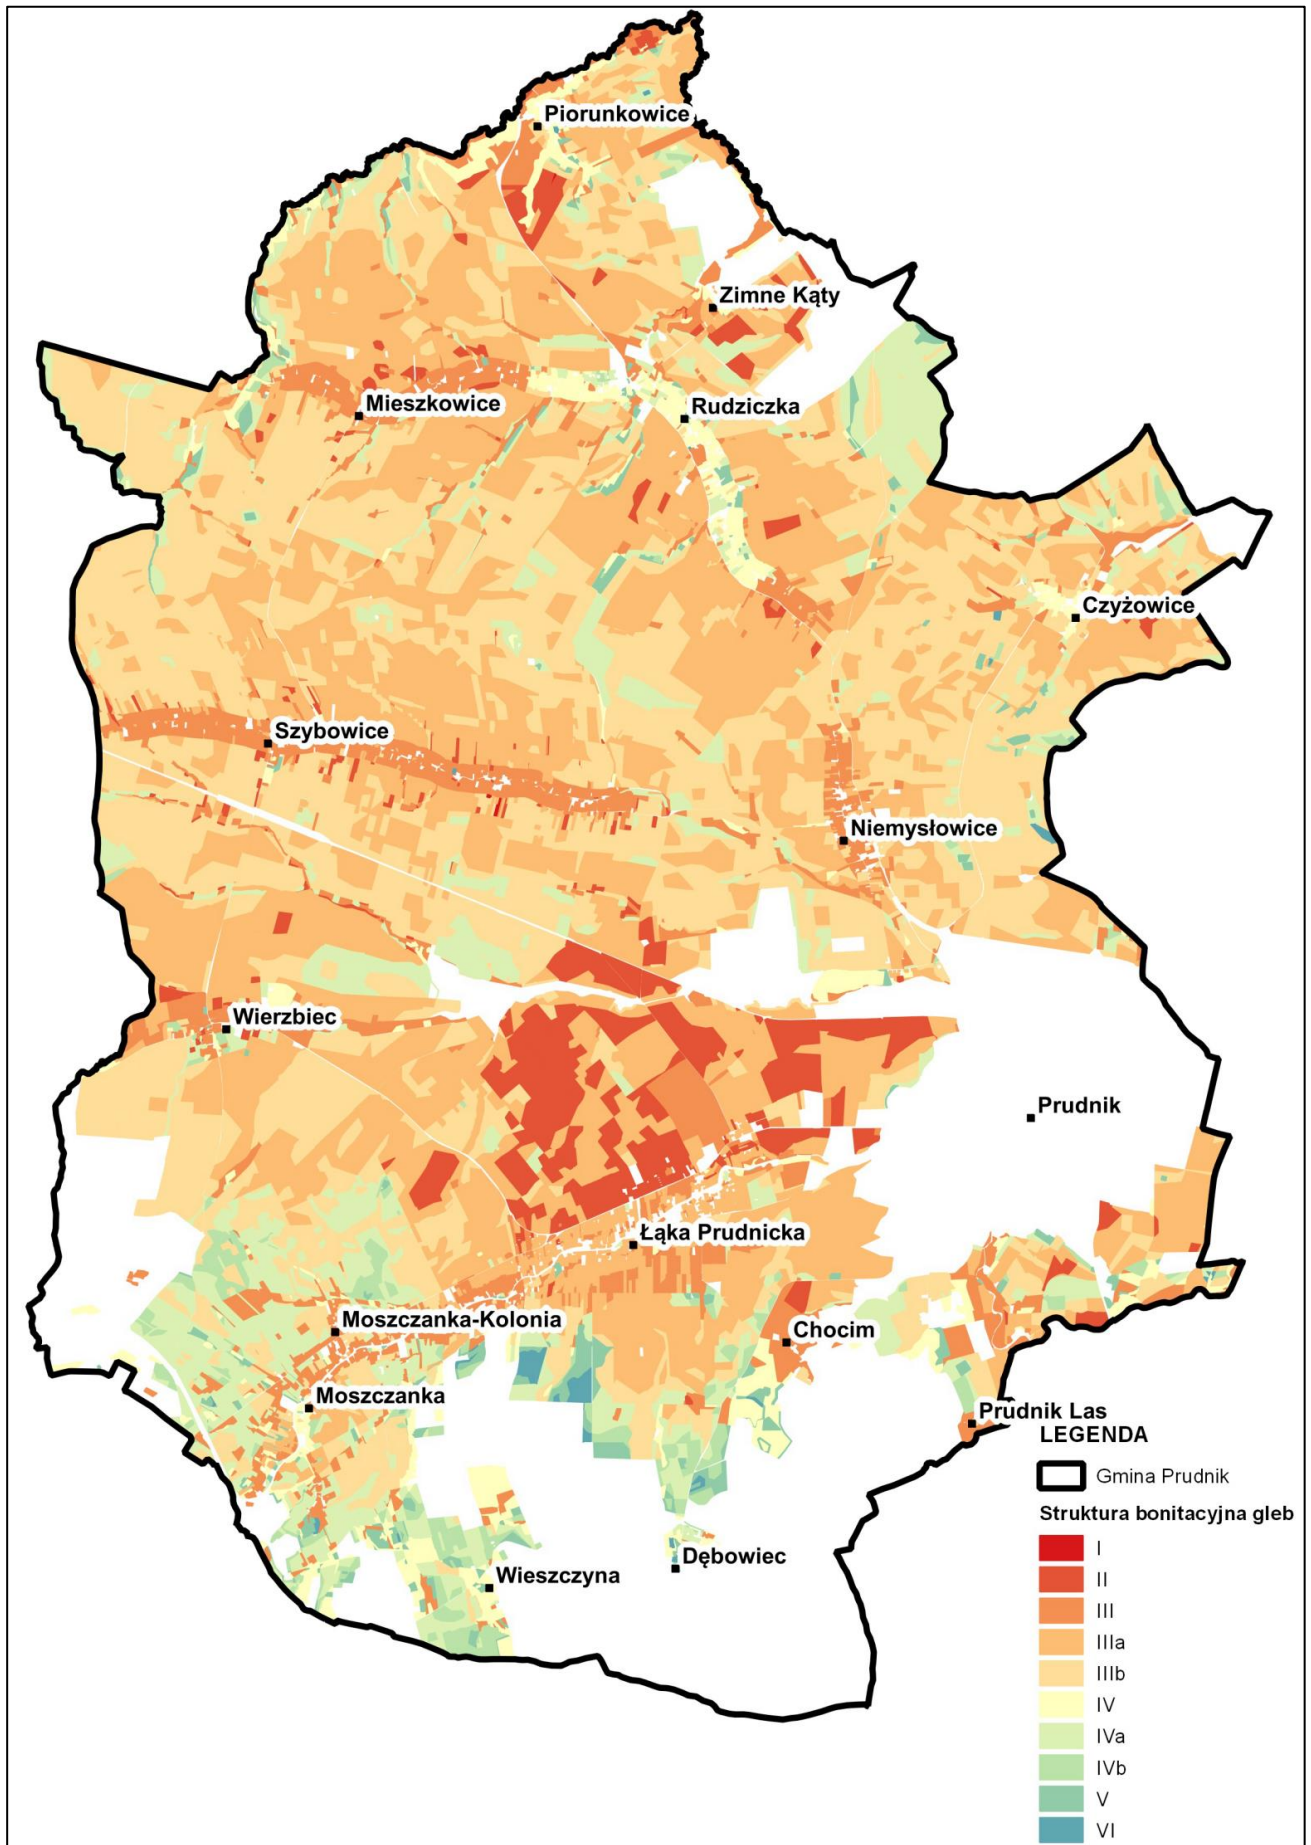 Piorunkowice
Zimne Kąty
Mieszkowice
Rudziczka
Czyżowice
Szybowice
Niemysłowice
Wierzbiec
Prudnik
Łąka Prudnicka
Moszczanka-Kolonia
Chocim
Moszczanka
Prudnik Las
LEGENDA
Gmina Prudnik
Struktura bonitacyjna gleb
I
II
III
IIIa
IIIb
IV
IVa
IVb
V
VI
Dębowiec
Wieszczyna